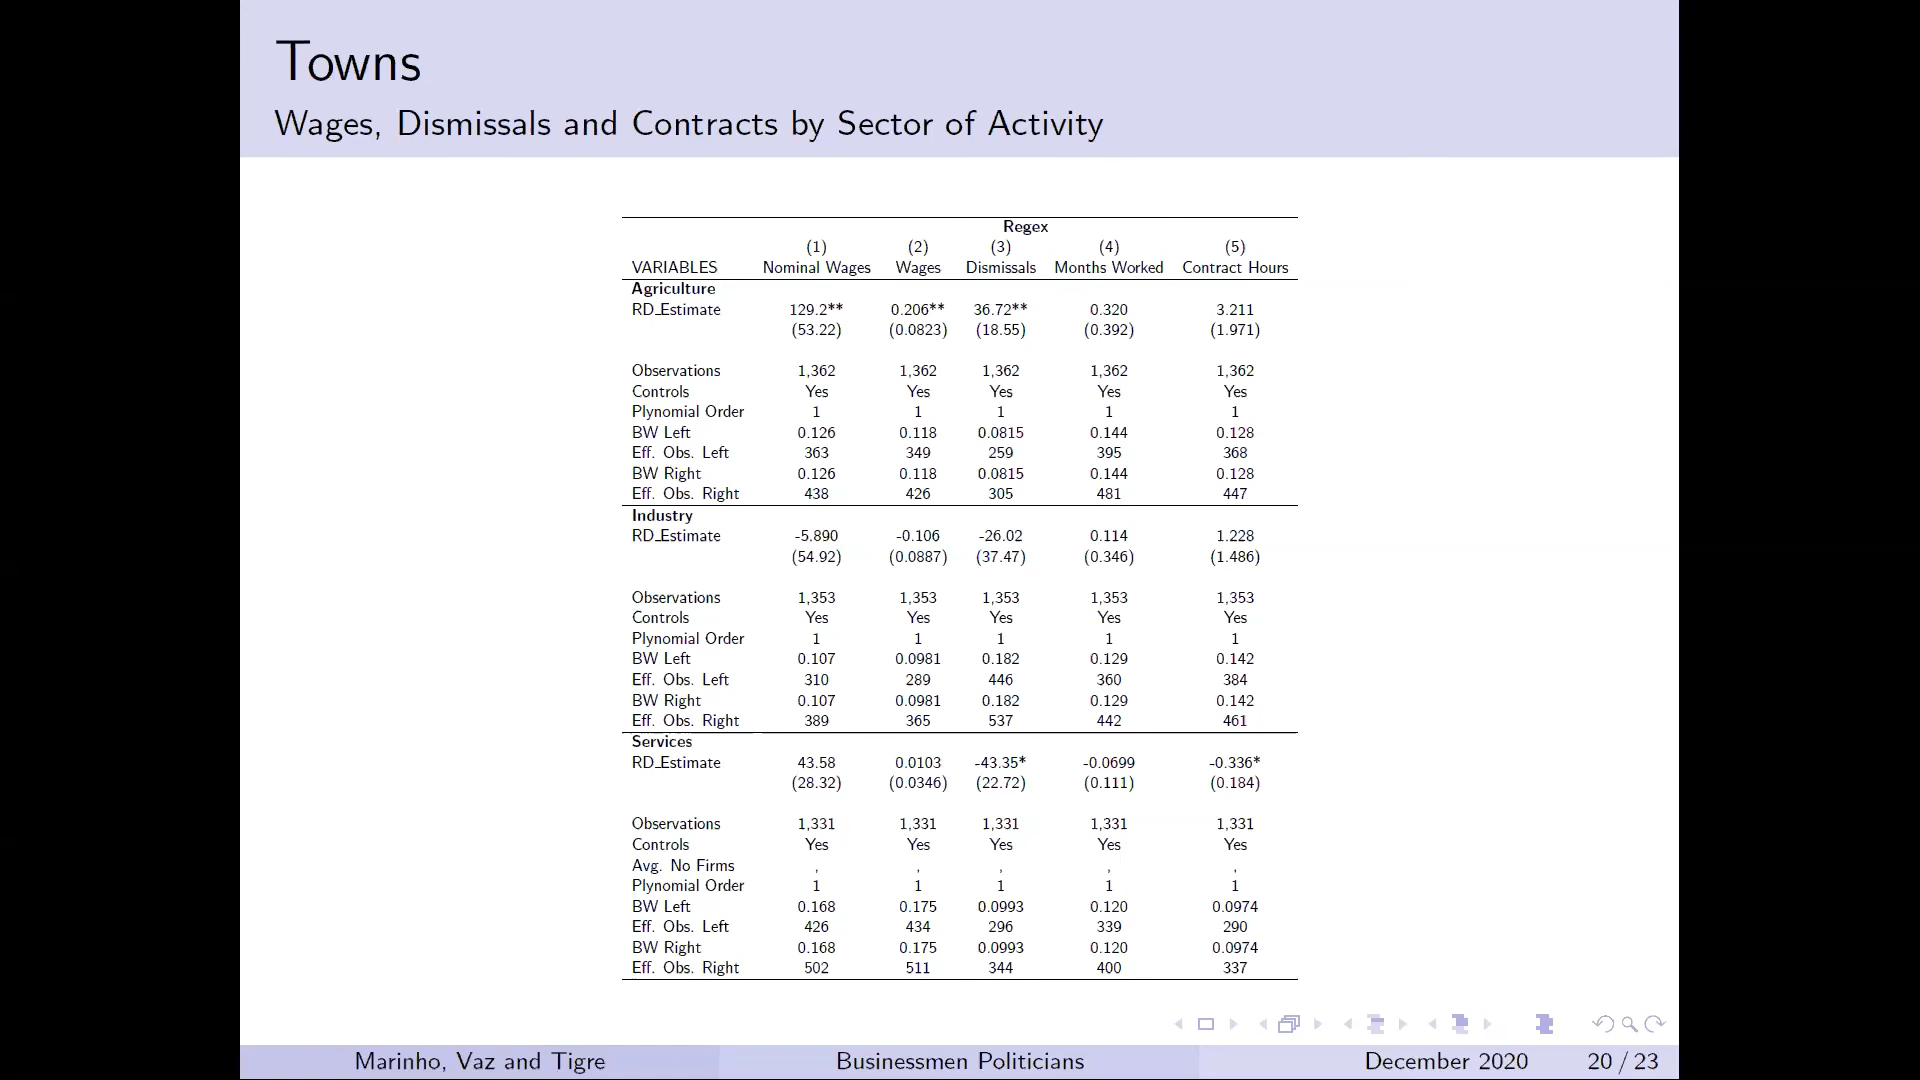 Towns
Wages, Dismissals and Contracts by Sector of Activity
Regex
(1) (2) (3) (4) (5)
VARIABLES Nominal Wages Wages Dismissals Months Worked Contract Hours
Agriculture
RD_Estimate 129.2** 0.206** 36.72** 0.320 3.211
(53.22) (0.0823) (18.55) (0.392) (1.971)
Observations 1,362 1,362 1,362 1,362 1,362
Controls Yes Yes Yes Yes Yes
Plynomial Order 1 1 1 1 1
BW Left 0.126 0.118 0.0815 0.144 0.128
Eff. Obs. Left 363 349 259 395 368
BW Right 0.126 0.118 0.0815 0.144 0.128
Eff. Obs. Right 438 426 305 481 447
Industry
RD_Estimate -5.890 -0.106 -26.02 0.114 1.228
(54.92) (0.0887) (37.47) (0.346) (1.486)
Observations 1,353 1,353 1,353 1,353 1,353
Controls Yes Yes Yes Yes Yes
Plynomial Order 1 1 1 1 1
BW Left 0.107 0.0981 0.182 0.129 0.142
Eff. Obs. Left 310 289 446 360 384
BW Right 0.107 0.0981 0.182 0.129 0.142
Eff. Obs. Right 389 365 537 442 461
Services
RD_Estimate 43.58 0.0103 -43.35* -0.0699 -0.336*
(28.32) (0.0346) (22.72) (0.111) (0.184)
Observations 1,331 1,331 1,331 1,331 1,331
Controls Yes Yes Yes Yes Yes
Avg. No Firms , , , , ,
Plynomial Order 1 1 1 1 1
BW Left 0.168 0.175 0.0993 0.120 0.0974
Eff. Obs. Left 426 434 296 339 290
BW Right 0.168 0.175 0.0993 0.120 0.0974
Eff. Obs. Right 502 511 344 400 337
Marinho, Vaz and Tigre Businessmen Politicians December 2020 20 / 23